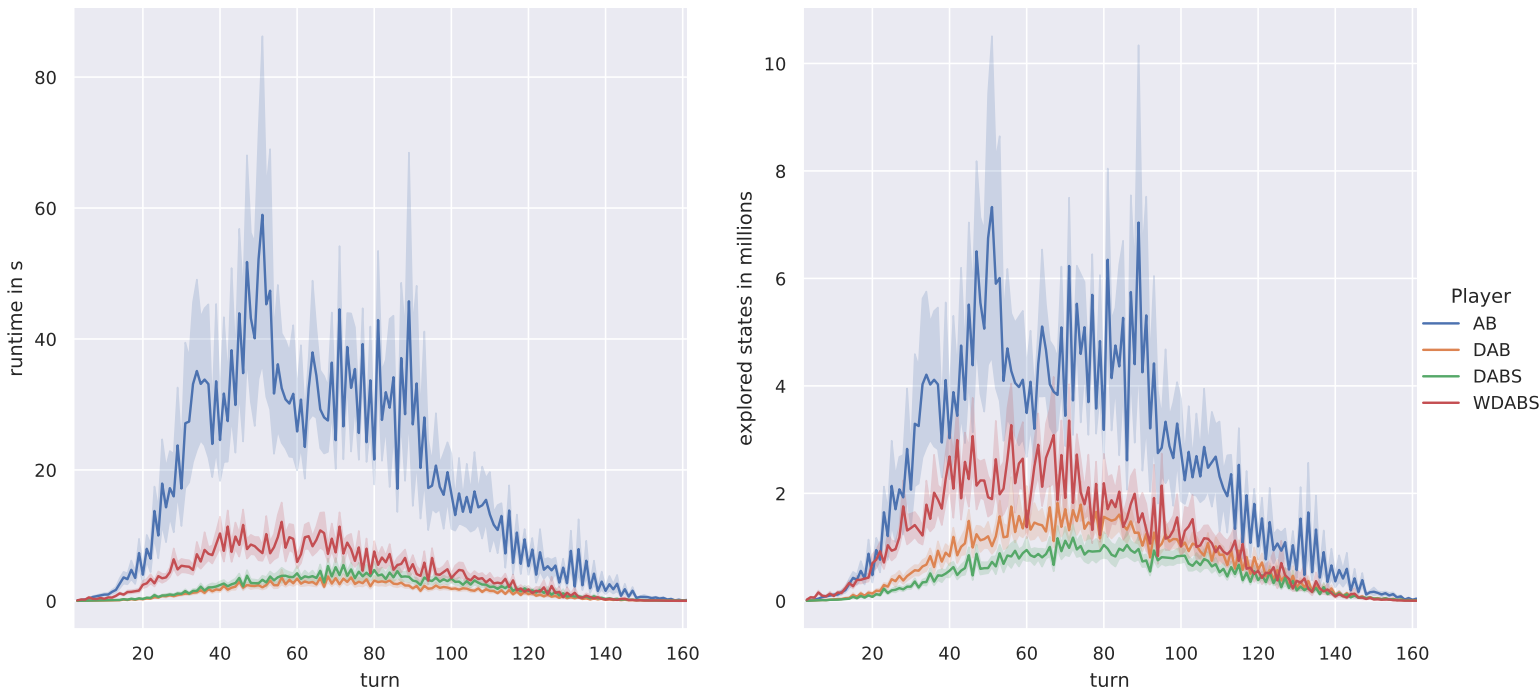 runtime in s
80
60
40
20
0
20 40 60 80 100 120 140 160
turn
explored states in millions
10
8
6
4
2
0
20 40 60 80 100 120 140 160
turn
Player
AB
DAB
DABS
WDABS